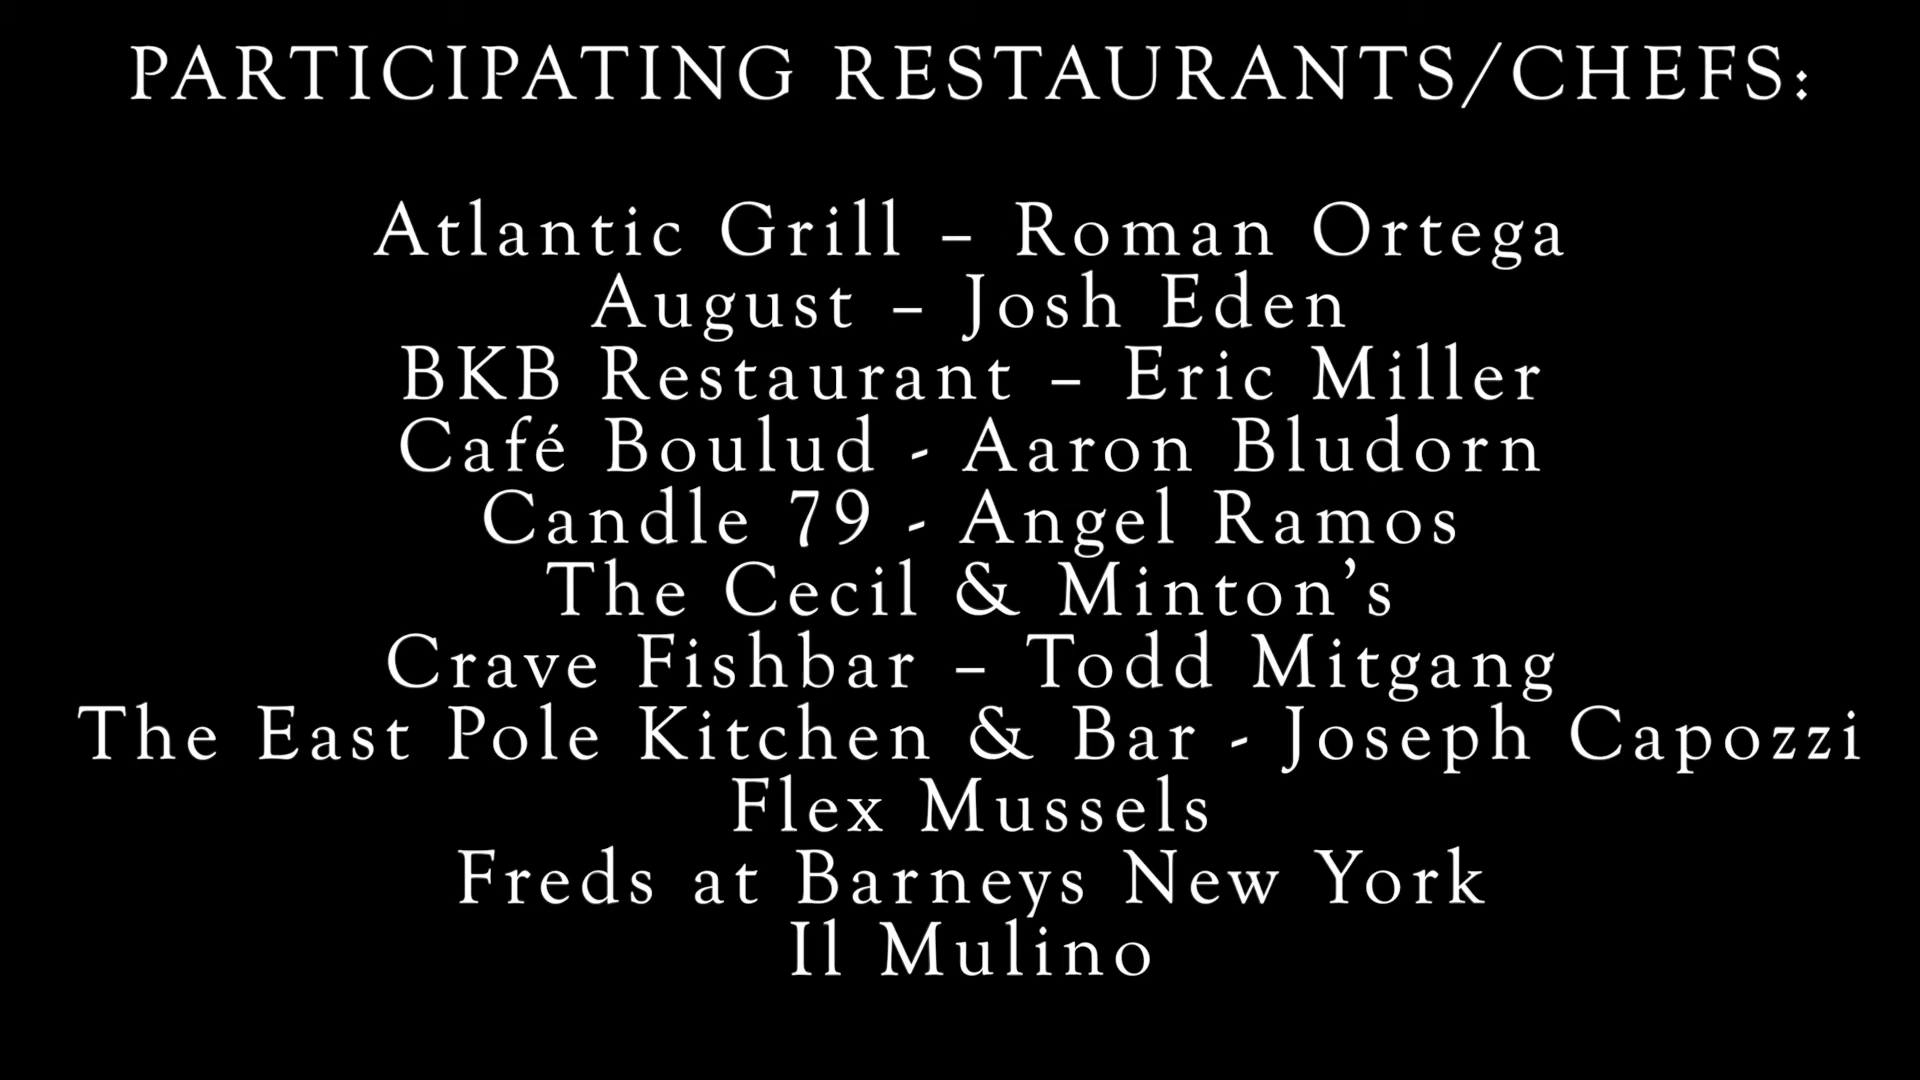 PARTICIPATING RESTAURANTS/CHEFS:
Atlantic Grill – Roman Ortega
August – Josh Eden
BKB Restaurant – Eric Miller
Café Boulud - Aaron Bludorn
Candle 79 - Angel Ramos
The Cecil & Minton’s
Crave Fishbar – Todd Mitgang
The East Pole Kitchen & Bar - Joseph Capozzi
Flex Mussels
Freds at Barneys New York
Il Mulino